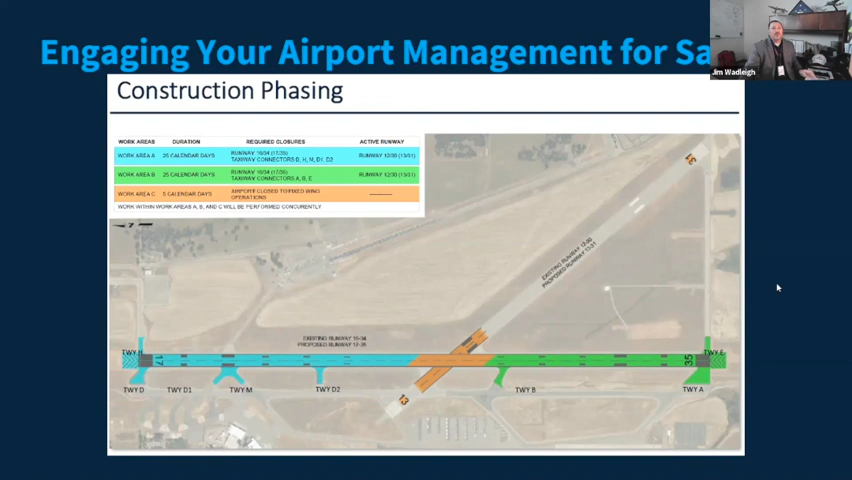 Engaging Your Airport Management for Sa
Jim Wadleigh
Construction Phasing
WORK AREAS DURATION REQUIRED CLOSURES ACTIVE RUNWAY
WORK AREA A 25 CALENDAR DAYS RUNWAY 16/34 (17/35) RUNWAY 12/30 (13/31)
TAXIWAY CONNECTORS D, H, M, D1, D2
WORK AREA B 25 CALENDAR DAYS RUNWAY 16/34 (17/35) RUNWAY 12/30 (13/31)
TAXIWAY CONNECTORS A, B, E
WORK AREA C 5 CALENDAR DAYS AIRPORT CLOSED TO FIXED WING
OPERATIONS
WORK WITHIN WORK AREAS A, B, AND C WILL BE PERFORMED CONCURENTLY
31
EXISTING RUNWAY 12-30
PROPOSED RUNWAY 13-31
EXISTING RUNWAY 16-34
PROPOSED RUNWAY
TWY H
17
35
TWY E
TWY D
TWY D1
TWY M
TWY D2
TWY B
TWY A
13